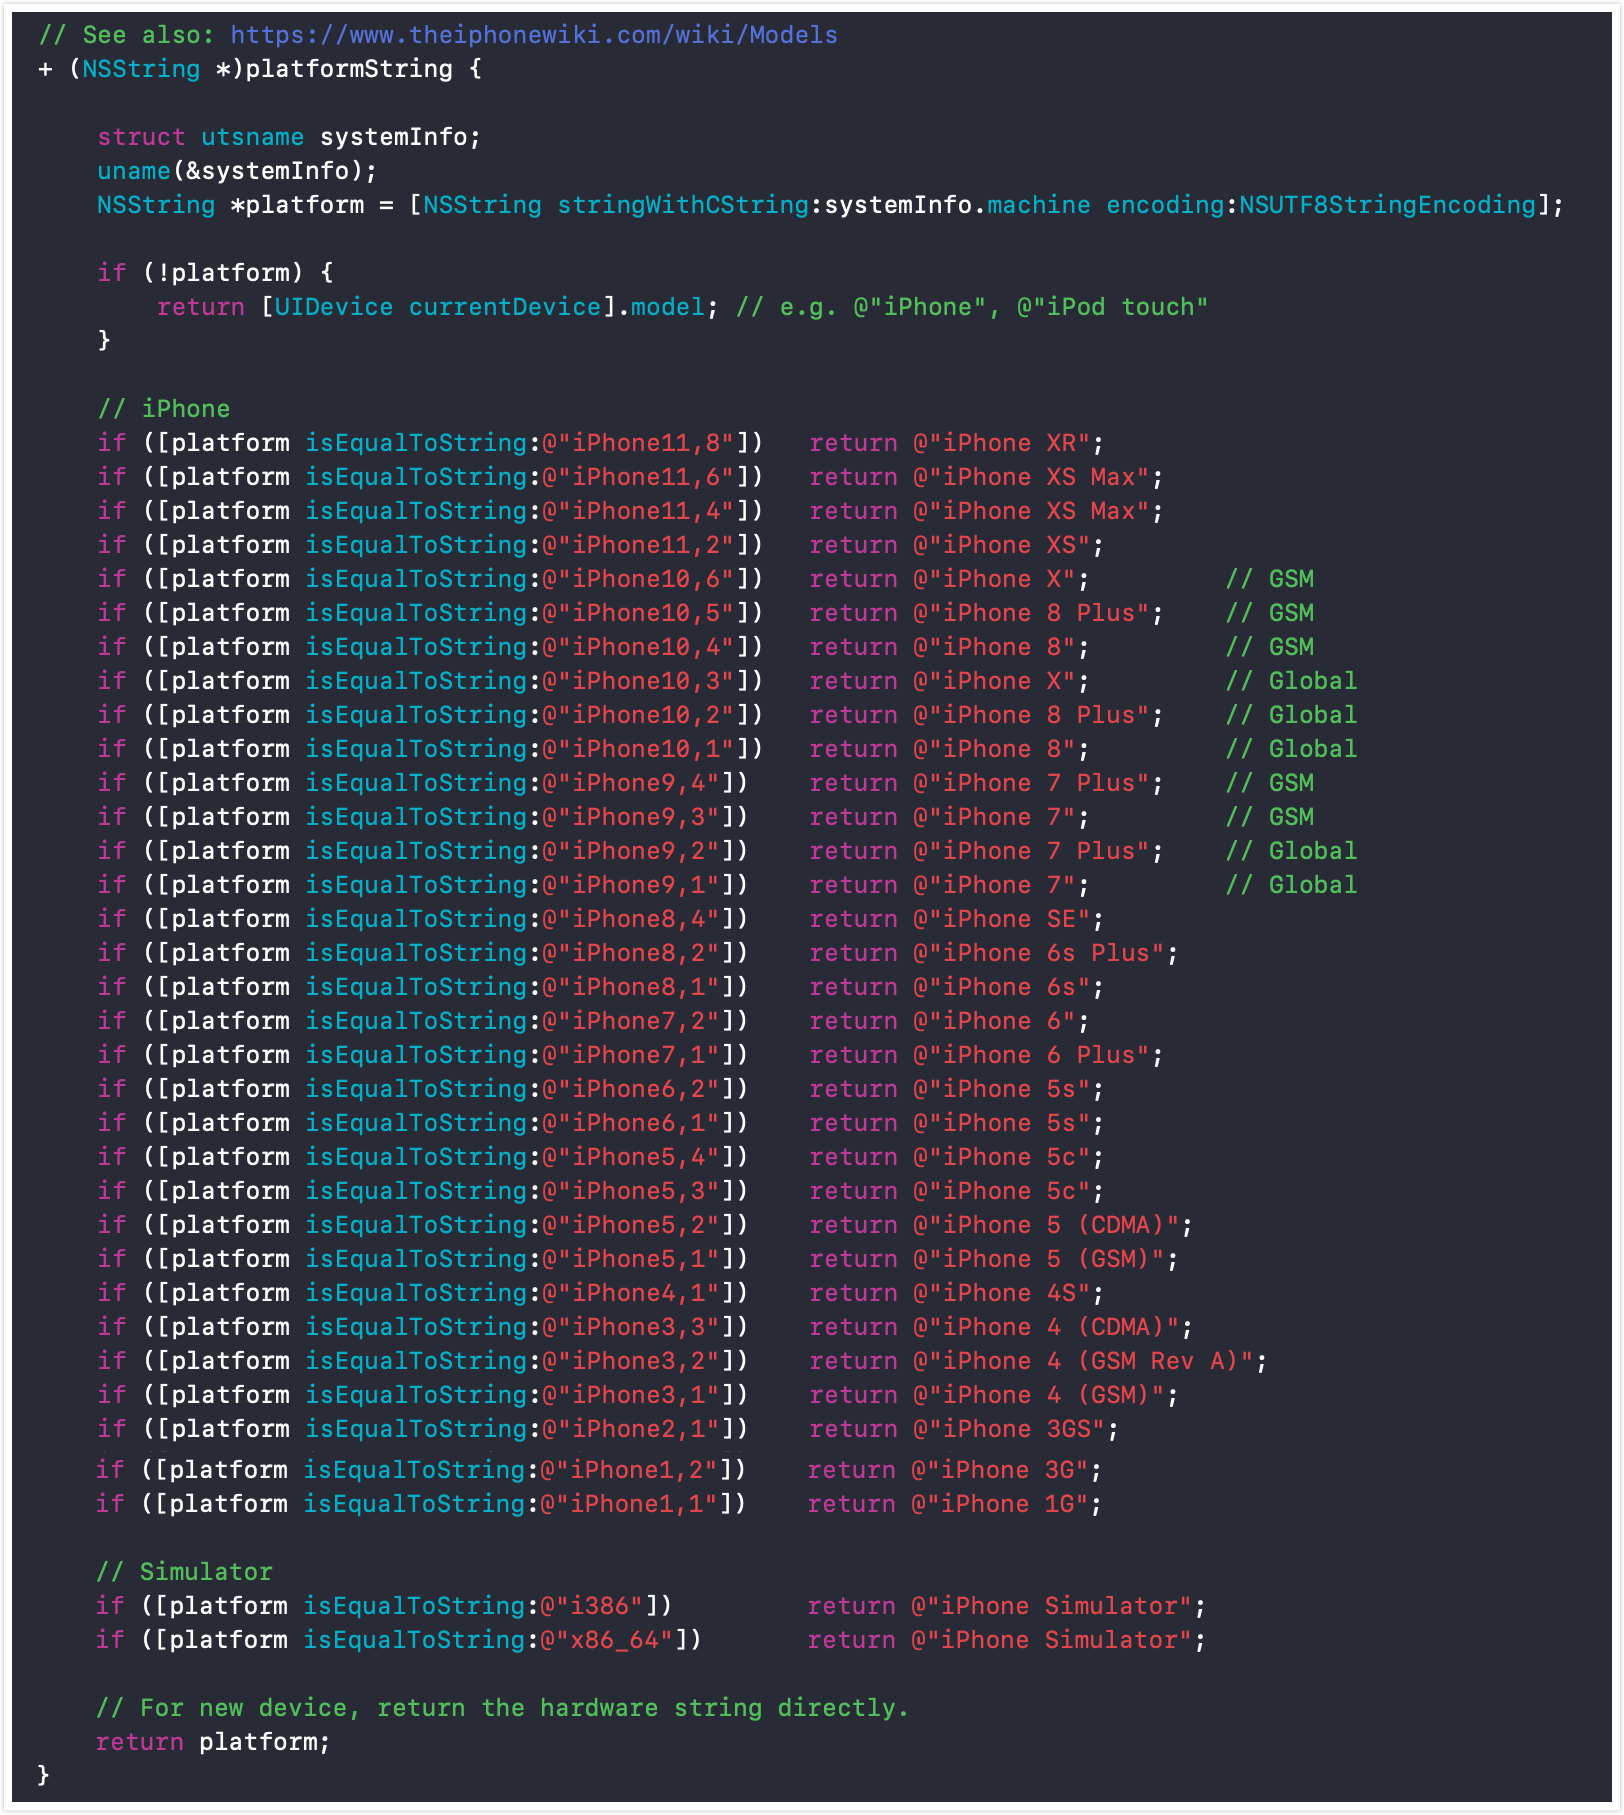 // See also: https://www.theiphonewiki.com/wiki/Models
+ (NSString *)platformString {
struct utsname systemInfo;
uname(&systemInfo);
NSString *platform = [NSString stringWithCString:systemInfo.machine encoding:NSUTF8StringEncoding];
if (!platform) {
return [UIDevice currentDevice].model; // e.g. @"iPhone", @"iPod touch"
}
// iPhone
if ([platform isEqualToString:@"iPhone11,8"])   return @"iPhone XR";
if ([platform isEqualToString:@"iPhone11,6"])   return @"iPhone XS Max";
if ([platform isEqualToString:@"iPhone11,4"])   return @"iPhone XS Max";
if ([platform isEqualToString:@"iPhone11,2"])   return @"iPhone XS";
if ([platform isEqualToString:@"iPhone10,6"])   return @"iPhone X";         // GSM
if ([platform isEqualToString:@"iPhone10,5"])   return @"iPhone 8 Plus";    // GSM
if ([platform isEqualToString:@"iPhone10,4"])   return @"iPhone 8";         // GSM
if ([platform isEqualToString:@"iPhone10,3"])   return @"iPhone X";         // Global
if ([platform isEqualToString:@"iPhone10,2"])   return @"iPhone 8 Plus";    // Global
if ([platform isEqualToString:@"iPhone10,1"])   return @"iPhone 8";         // Global
if ([platform isEqualToString:@"iPhone9,4"])    return @"iPhone 7 Plus";    // GSM
if ([platform isEqualToString:@"iPhone9,3"])    return @"iPhone 7";         // GSM
if ([platform isEqualToString:@"iPhone9,2"])    return @"iPhone 7 Plus";    // Global
if ([platform isEqualToString:@"iPhone9,1"])    return @"iPhone 7";         // Global
if ([platform isEqualToString:@"iPhone8,4"])    return @"iPhone SE";
if ([platform isEqualToString:@"iPhone8,2"])    return @"iPhone 6s Plus";
if ([platform isEqualToString:@"iPhone8,1"])    return @"iPhone 6s";
if ([platform isEqualToString:@"iPhone7,2"])    return @"iPhone 6";
if ([platform isEqualToString:@"iPhone7,1"])    return @"iPhone 6 Plus";
if ([platform isEqualToString:@"iPhone6,2"])    return @"iPhone 5s";
if ([platform isEqualToString:@"iPhone6,1"])    return @"iPhone 5s";
if ([platform isEqualToString:@"iPhone5,4"])    return @"iPhone 5c";
if ([platform isEqualToString:@"iPhone5,3"])    return @"iPhone 5c";
if ([platform isEqualToString:@"iPhone5,2"])    return @"iPhone 5 (CDMA)";
if ([platform isEqualToString:@"iPhone5,1"])    return @"iPhone 5 (GSM)";
if ([platform isEqualToString:@"iPhone4,1"])    return @"iPhone 4S";
if ([platform isEqualToString:@"iPhone3,3"])    return @"iPhone 4 (CDMA)";
if ([platform isEqualToString:@"iPhone3,2"])    return @"iPhone 4 (GSM Rev A)";
if ([platform isEqualToString:@"iPhone3,1"])    return @"iPhone 4 (GSM)";
if ([platform isEqualToString:@"iPhone2,1"])    return @"iPhone 3GS";
if ([platform isEqualToString:@"iPhone1,2"])    return @"iPhone 3G";
if ([platform isEqualToString:@"iPhone1,1"])    return @"iPhone 1G";
// Simulator
if ([platform isEqualToString:@"i386"])         return @"iPhone Simulator";
if ([platform isEqualToString:@"x86_64"])       return @"iPhone Simulator";
// For new device, return the hardware string directly.
return platform;
}